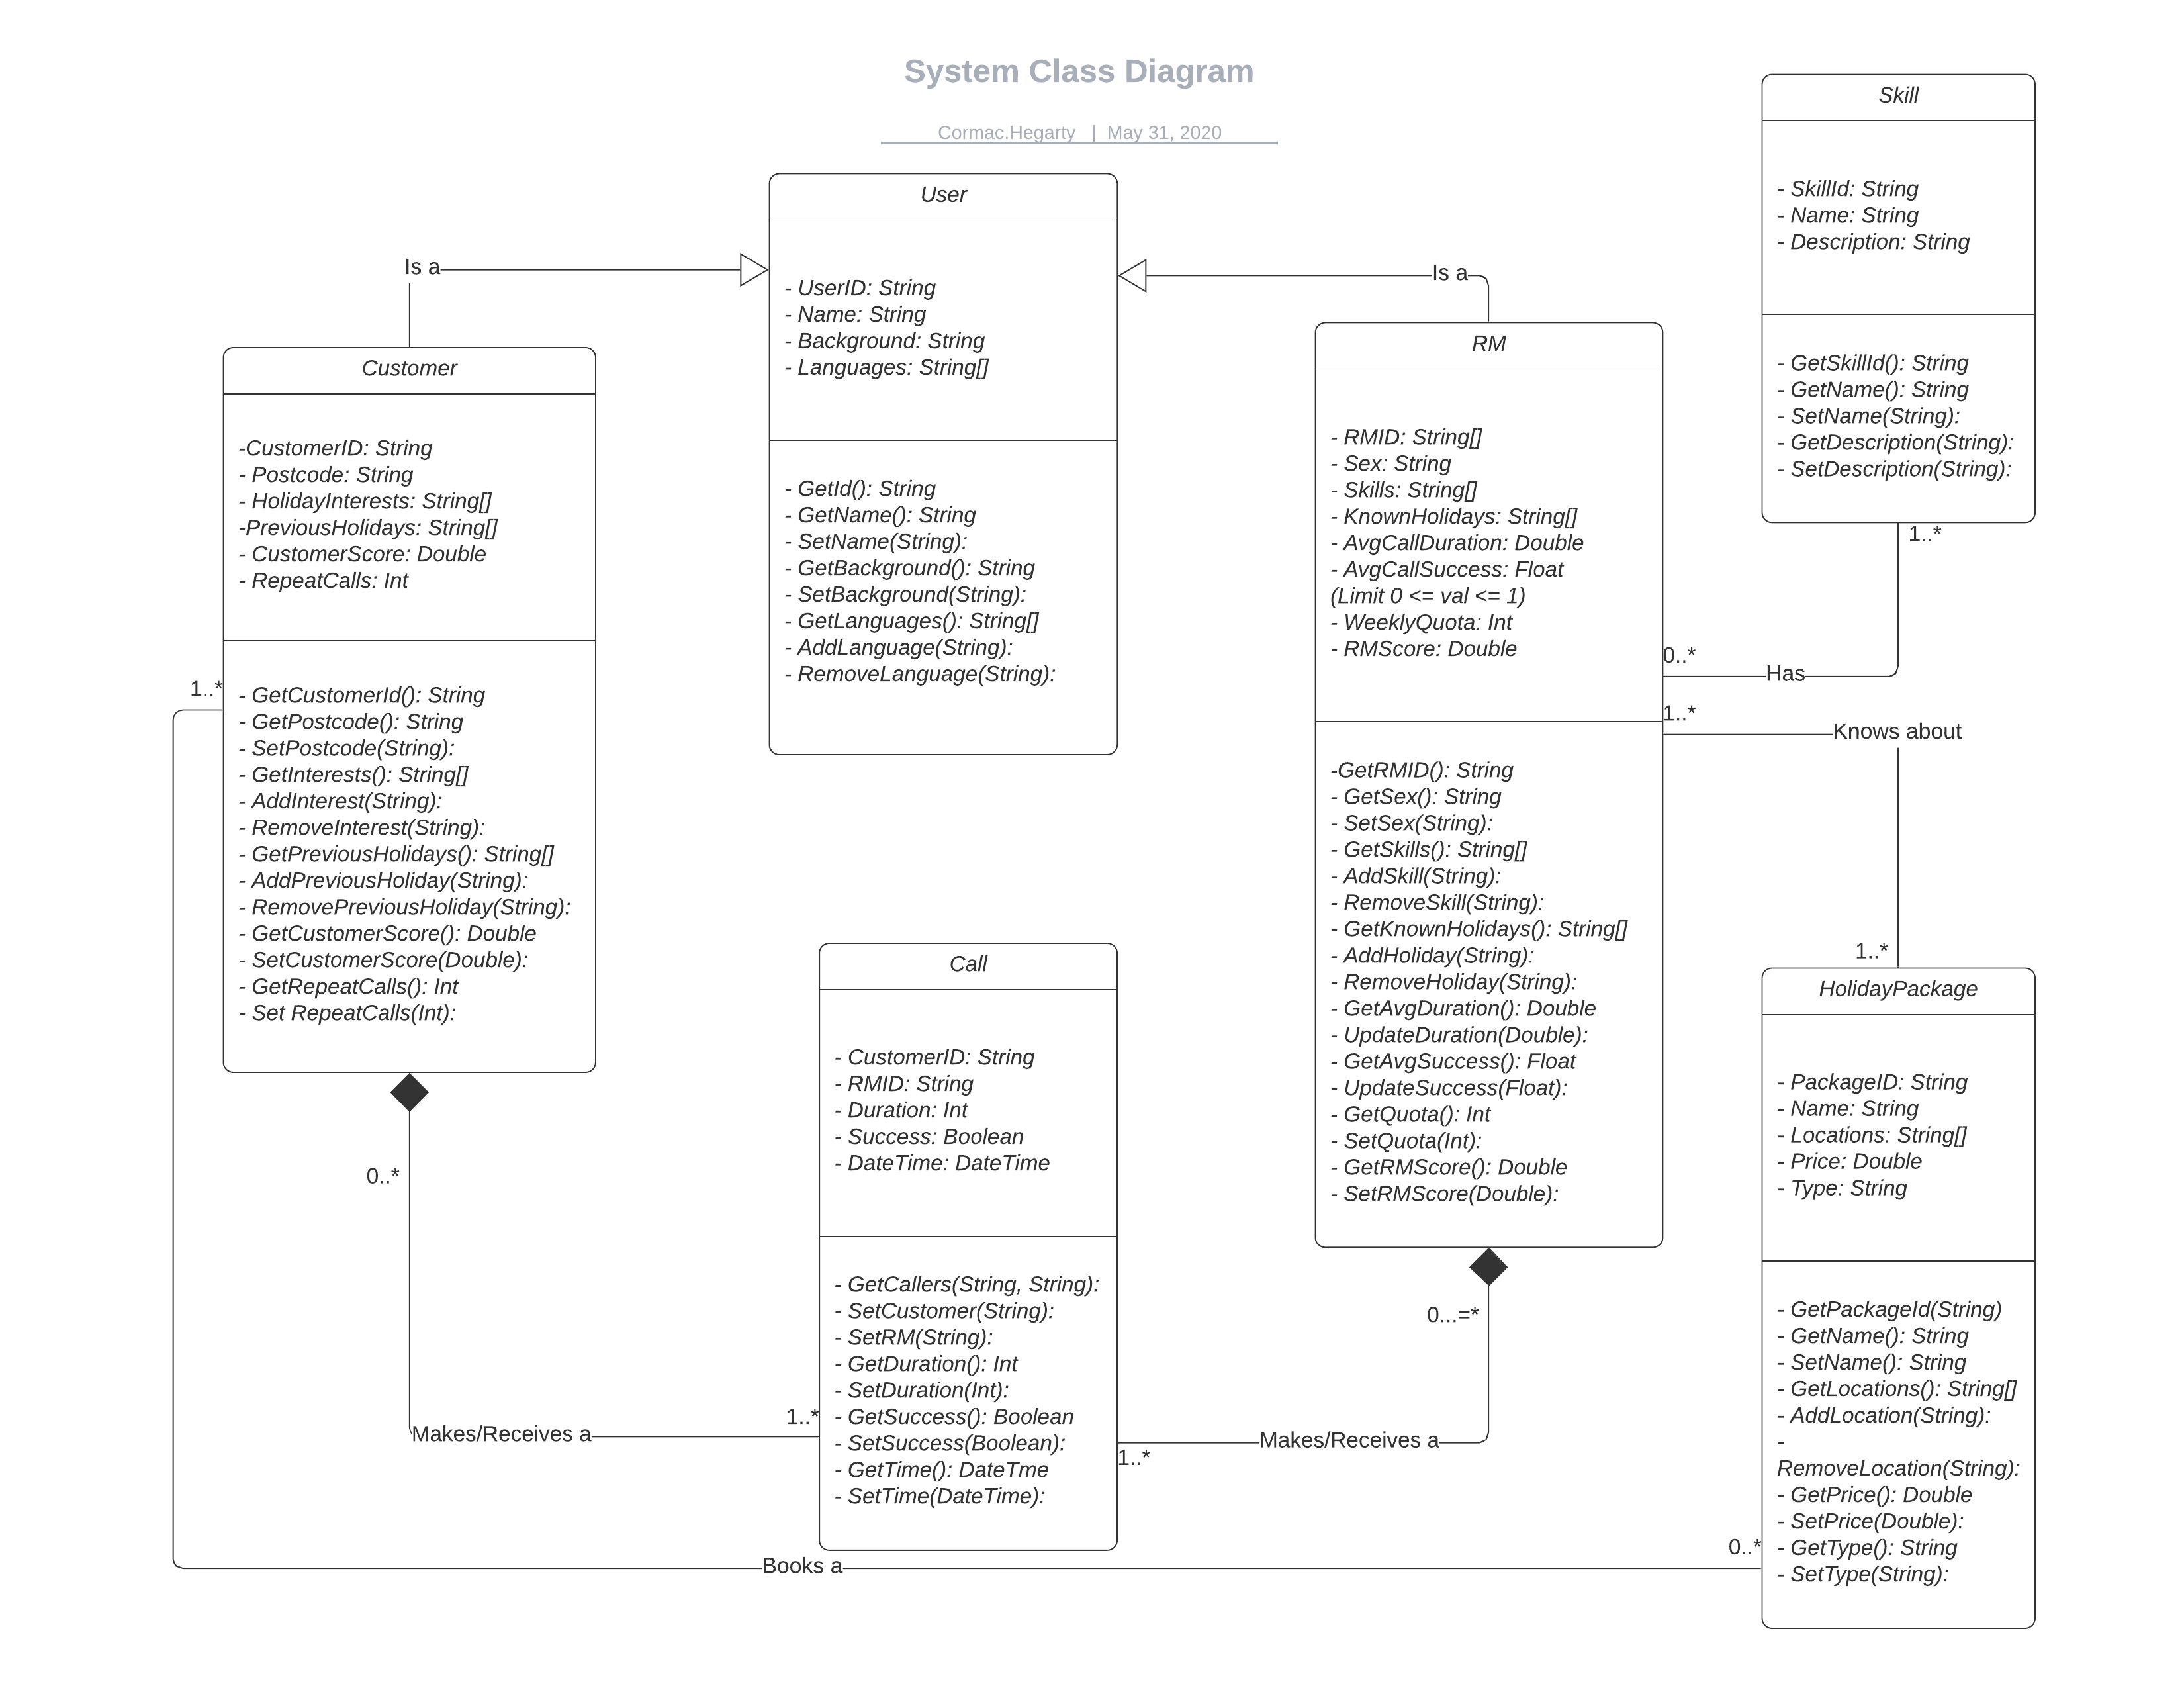 System Class Diagram
Cormac.Hegarty | May 31, 2020
User
- UserID: String
- Name: String
- Background: String
- Languages: String[]
- GetId(): String
- GetName(): String
- SetName(String):
- GetBackground(): String
- SetBackground(String):
- GetLanguages(): String[]
- AddLanguage(String):
- RemoveLanguage(String):
Is a
Is a
Customer
-CustomerID: String
- Postcode: String
- HolidayInterests: String[]
-PreviousHolidays: String[]
- CustomerScore: Double
- RepeatCalls: Int
- GetCustomerId(): String
- GetPostcode(): String
- SetPostcode(String):
- GetInterests(): String[]
- AddInterest(String):
- RemoveInterest(String):
- GetPreviousHolidays(): String[]
- AddPreviousHoliday(String):
- RemovePreviousHoliday(String):
- GetCustomerScore(): Double
- SetCustomerScore(Double):
- GetRepeatCalls(): Int
- Set RepeatCalls(Int):
1..*
0..*
Makes/Receives a
1..*
Call
- CustomerID: String
- RMID: String
- Duration: Int
- Success: Boolean
- DateTime: DateTime
- GetCallers(String, String):
- SetCustomer(String):
- SetRM(String):
- GetDuration(): Int
- SetDuration(Int):
- GetSuccess(): Boolean
- SetSuccess(Boolean):
- GetTime(): DateTme
- SetTime(DateTime):
1..*
Makes/Receives a
0...=*
RM
- RMID: String[]
- Sex: String
- Skills: String[]
- KnownHolidays: String[]
- AvgCallDuration: Double
- AvgCallSuccess: Float
(Limit 0 <= val <= 1)
- WeeklyQuota: Int
- RMScore: Double
-GetRMID(): String
- GetSex(): String
- SetSex(String):
- GetSkills(): String[]
- AddSkill(String):
- RemoveSkill(String):
- GetKnownHolidays(): String[]
- AddHoliday(String):
- RemoveHoliday(String):
- GetAvgDuration(): Double
- UpdateDuration(Double):
- GetAvgSuccess(): Float
- UpdateSuccess(Float):
- GetQuota(): Int
- SetQuota(Int):
- GetRMScore(): Double
- SetRMScore(Double):
Skill
- SkillId: String
- Name: String
- Description: String
- GetSkillId(): String
- GetName(): String
- SetName(String):
- GetDescription(String):
- SetDescription(String):
1..*
0..*
Has
1..*
Knows about
1..*
HolidayPackage
- PackageID: String
- Name: String
- Locations: String[]
- Price: Double
- Type: String
- GetPackageId(String)
- GetName(): String
- SetName(): String
- GetLocations(): String[]
- AddLocation(String):
-
RemoveLocation(String):
- GetPrice(): Double
- SetPrice(Double):
- GetType(): String
- SetType(String):
0..*
Books a